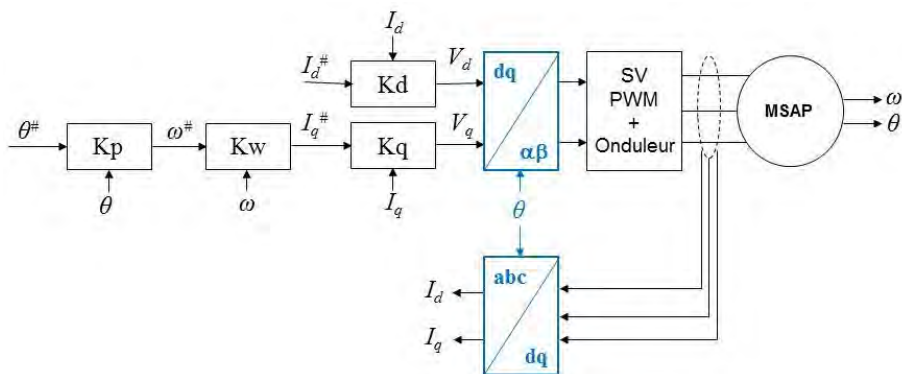 I_d
I_d^#
Kd
V_d
dq
αβ
SV
PWM
+
Onduleur
MSAP
ω
θ
θ^#
Kp
θ
ω^#
Kw
ω
I_q^#
Kq
I_q
V_q
θ
abc
dq
I_d
I_q